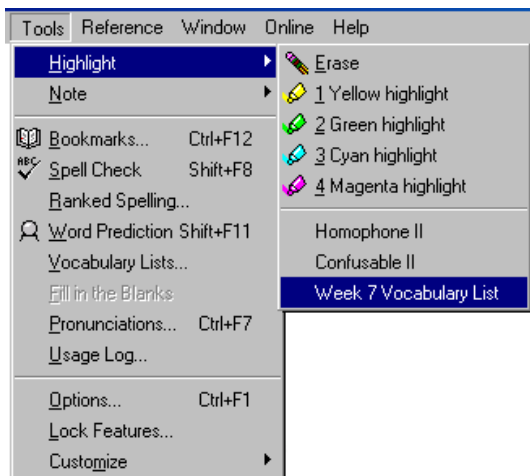 Tools Reference Window Online Help
Highlight
Note
Bookmarks... Ctrl+F12
ABC Spell Check Shift+F8
Ranked Spelling...
Word Prediction Shift+F11
Vocabulary Lists...
Fill in the Blanks
Pronunciations... Ctrl+F7
Usage Log...
Options... Ctrl+F1
Lock Features...
Customize
Erase
1 Yellow highlight
2 Green highlight
3 Cyan highlight
4 Magenta highlight
Homophone II
Confusable II
Week 7 Vocabulary List